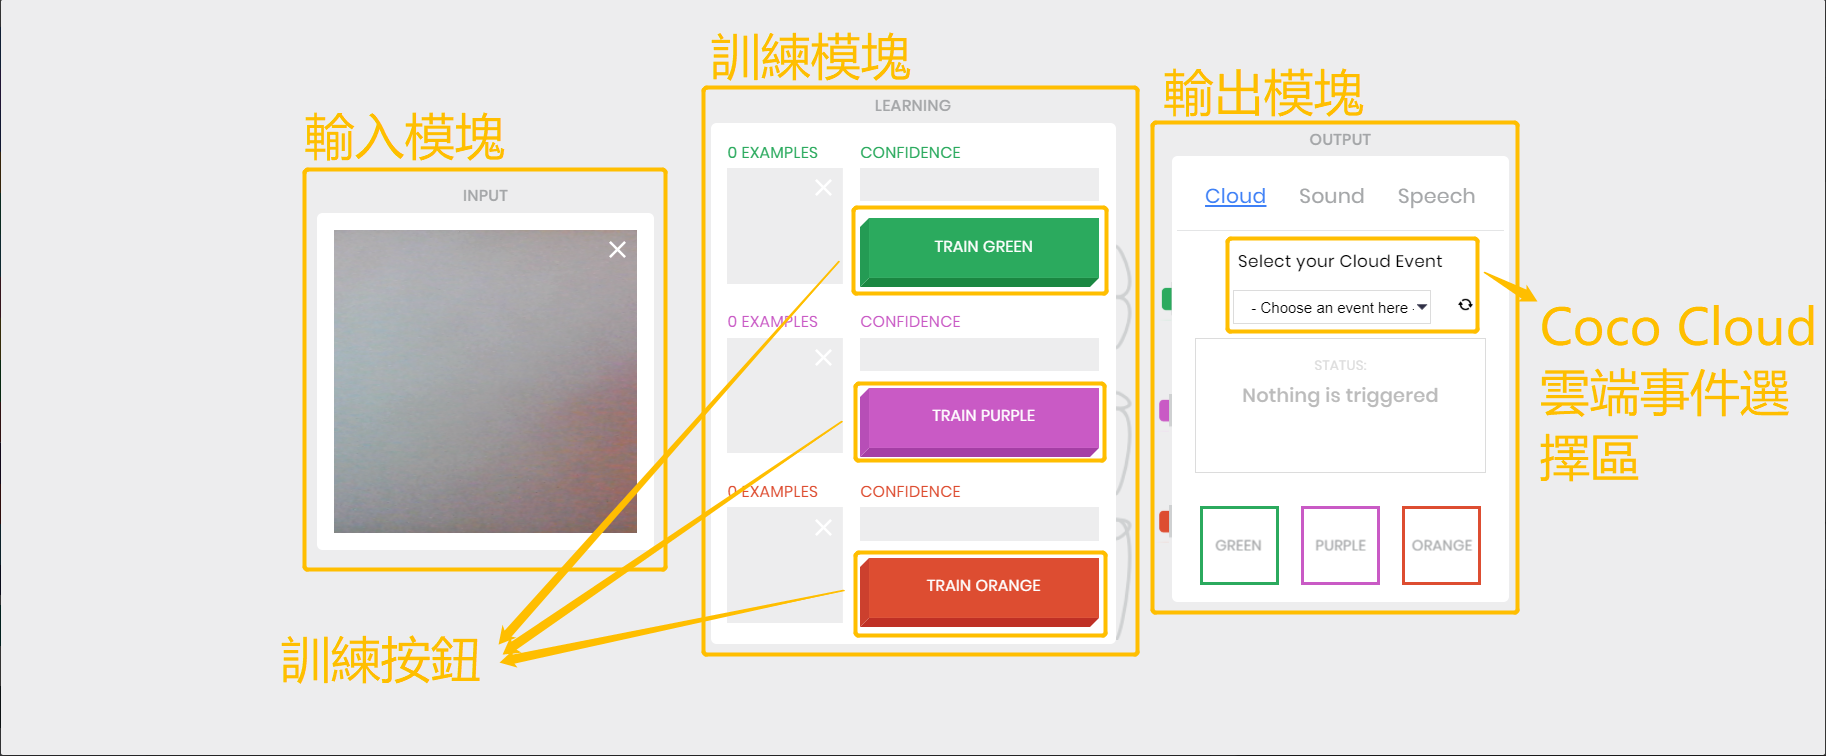 訓練模塊
輸出模塊
輸入模塊
INPUT
LEARNING
0 EXAMPLES
CONFIDENCE
TRAIN GREEN
0 EXAMPLES
CONFIDENCE
TRAIN PURPLE
0 EXAMPLES
CONFIDENCE
TRAIN ORANGE
訓練按鈕
OUTPUT
Cloud Sound Speech
Select your Cloud Event
- Choose an event here -
STATUS:
Nothing is triggered
GREEN PURPLE ORANGE
Coco Cloud
雲端事件選
擇區